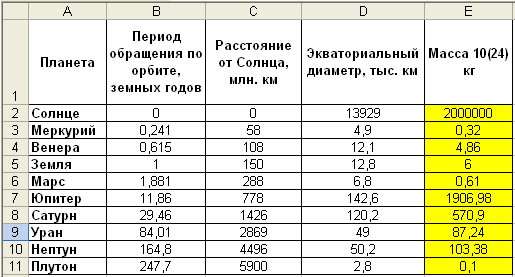 A B C D E
1 Планета Период обращения по орбите, земных годов Расстояние от Солнца, млн. км Экваториальный диаметр, тыс. км Масса 10(24) кг
2 Солнце 0 0 13929 2000000
3 Меркурий 0,241 58 4,9 0,32
4 Венера 0,615 108 12,1 4,86
5 Земля 1 150 12,8 6
6 Марс 1,881 288 6,8 0,61
7 Юпитер 11,86 778 142,6 1906,98
8 Сатурн 29,46 1426 120,2 570,9
9 Уран 84,01 2869 49 87,24
10 Нептун 164,8 4496 50,2 103,38
11 Плутон 247,7 5900 2,8 0,1